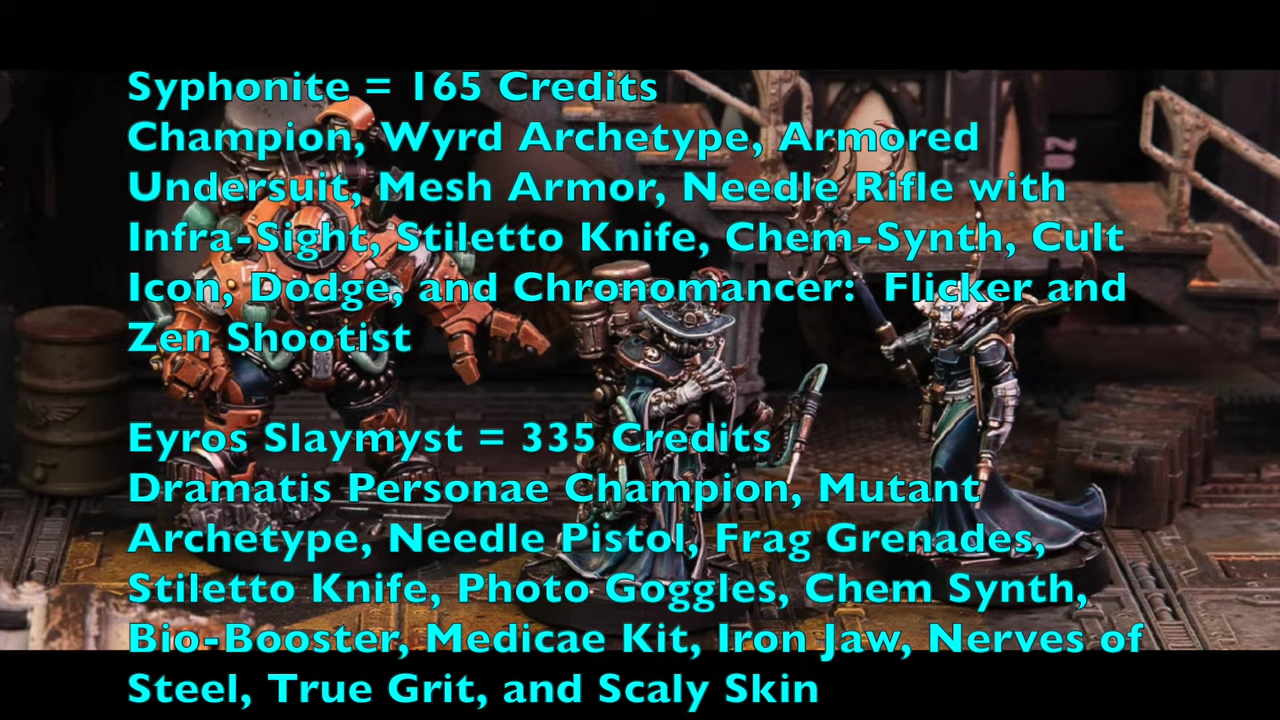 Syphonite = 165 Credits
Champion, Wyrd Archetype, Armored
Undersuit, Mesh Armor, Needle Rifle with
Infra-Sight, Stiletto Knife, Chem-Synth, Cult
Icon, Dodge, and Chronomancer: Flicker and
Zen Shootist
Eyros Slaymyst = 335 Credits
Dramatis Personae Champion, Mutant
Archetype, Needle Pistol, Frag Grenades,
Stiletto Knife, Photo Goggles, Chem Synth,
Bio-Booster, Medicae Kit, Iron Jaw, Nerves of
Steel, True Grit, and Scaly Skin